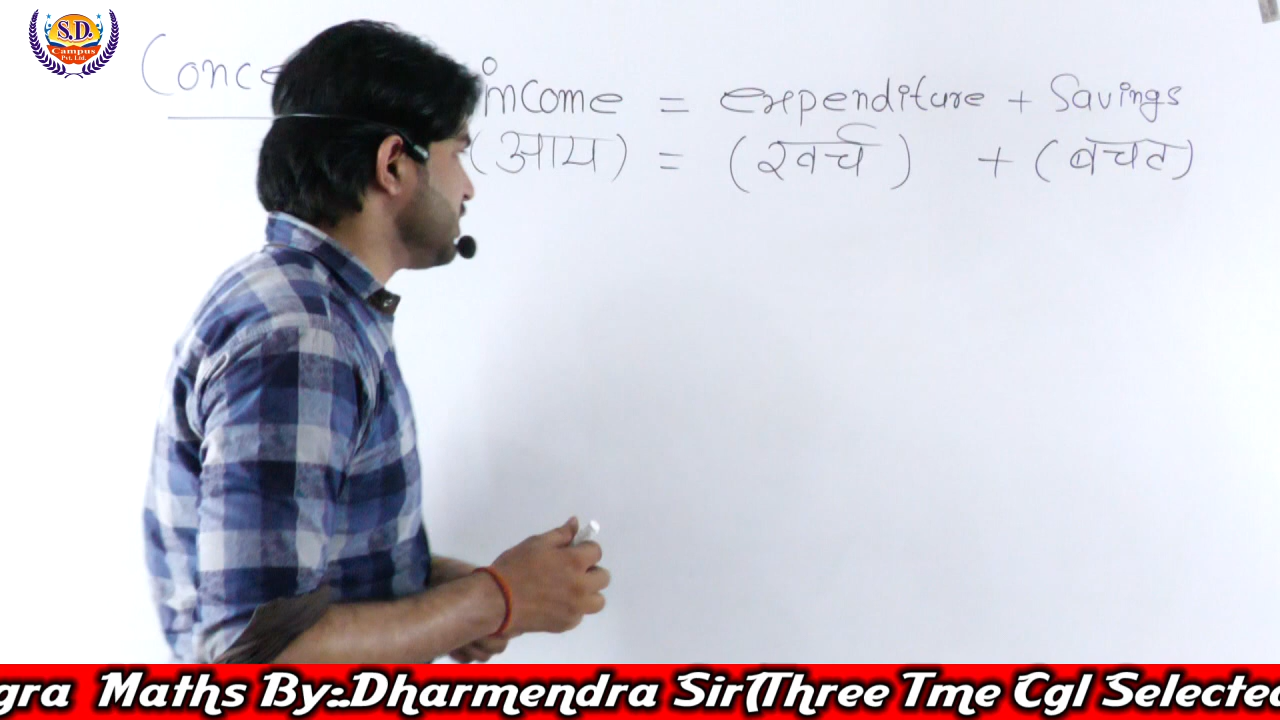 S.D.
Campus
Pvt. Ltd.
Conce
income = expenditure + Savings
(आय) = (खर्च) + (बचत)
gra Maths By:.Dharmendra Sir Three Tme Cgl Selected